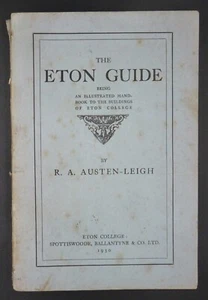 THE
ETON GUIDE
BEING
AN ILLUSTRATED HAND-
BOOK TO THE BUILDINGS
OF ETON COLLEGE
BY
R. A. AUSTEN-LEIGH
ETON COLLEGE:
SPOTTISWOODE, BALLANTYNE & CO. LTD.